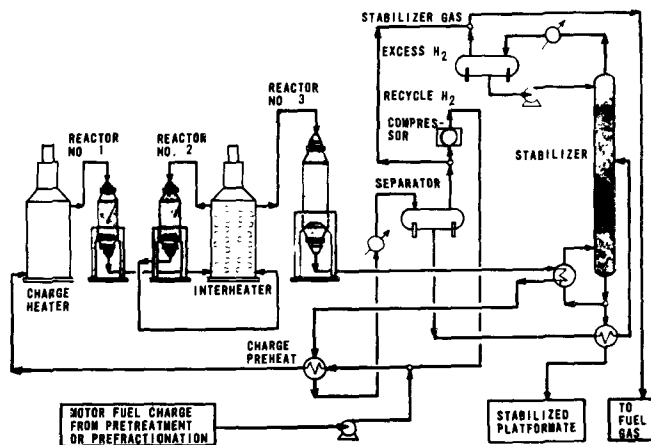 STABILIZER GAS
EXCESS H2
RECYCLE H2
COMPRES-
SOR
REACTOR
NO 3
REACTOR
NO 1
REACTOR
NO. 2
SEPARATOR
STABILIZER
CHARGE
HEATER
INTERHEATER
CHARGE
PREHEAT
MOTOR FUEL CHARGE
FROM PRETREATMENT
OR PREFRACTIONATION
STABILIZED
PLATFORMATE
TO
FUEL
GAS